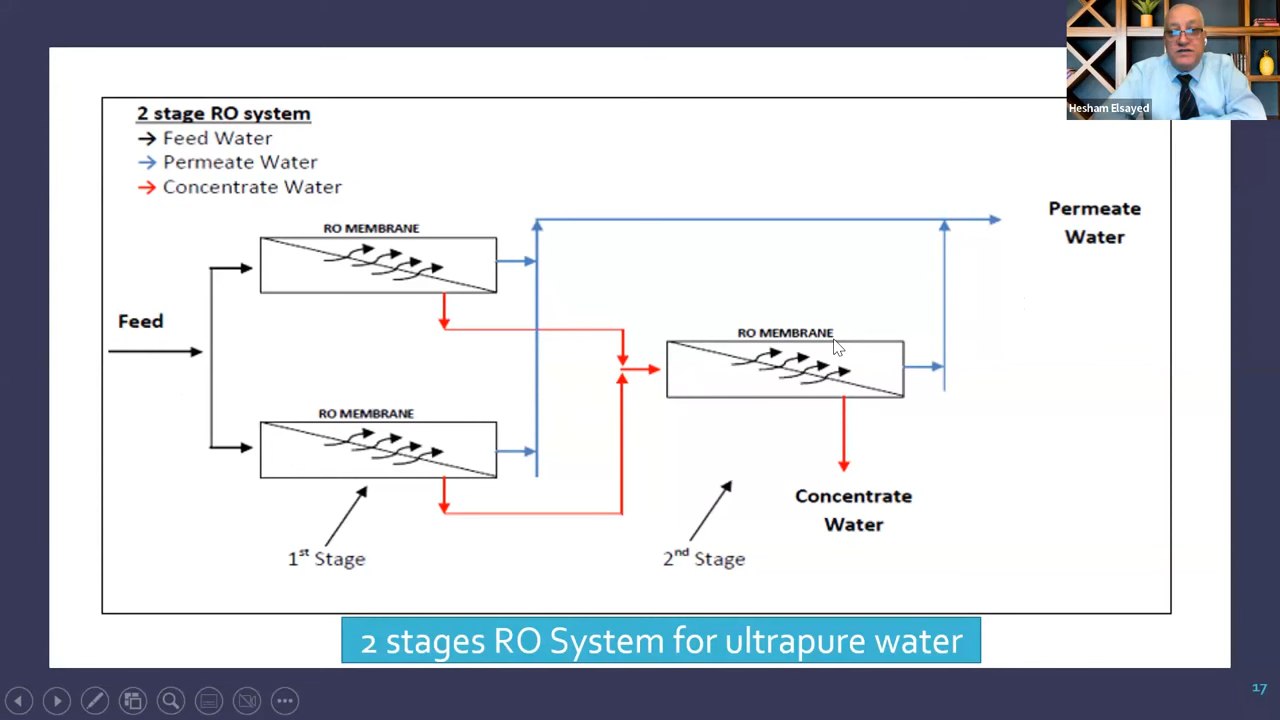 Hesham Elsayed
2 stage RO system
Feed Water
Permeate Water
Concentrate Water
RO MEMBRANE
Permeate
Water
Feed
RO MEMBRANE
RO MEMBRANE
Concentrate
Water
1st Stage
2nd Stage
2 stages RO System for ultrapure water
17